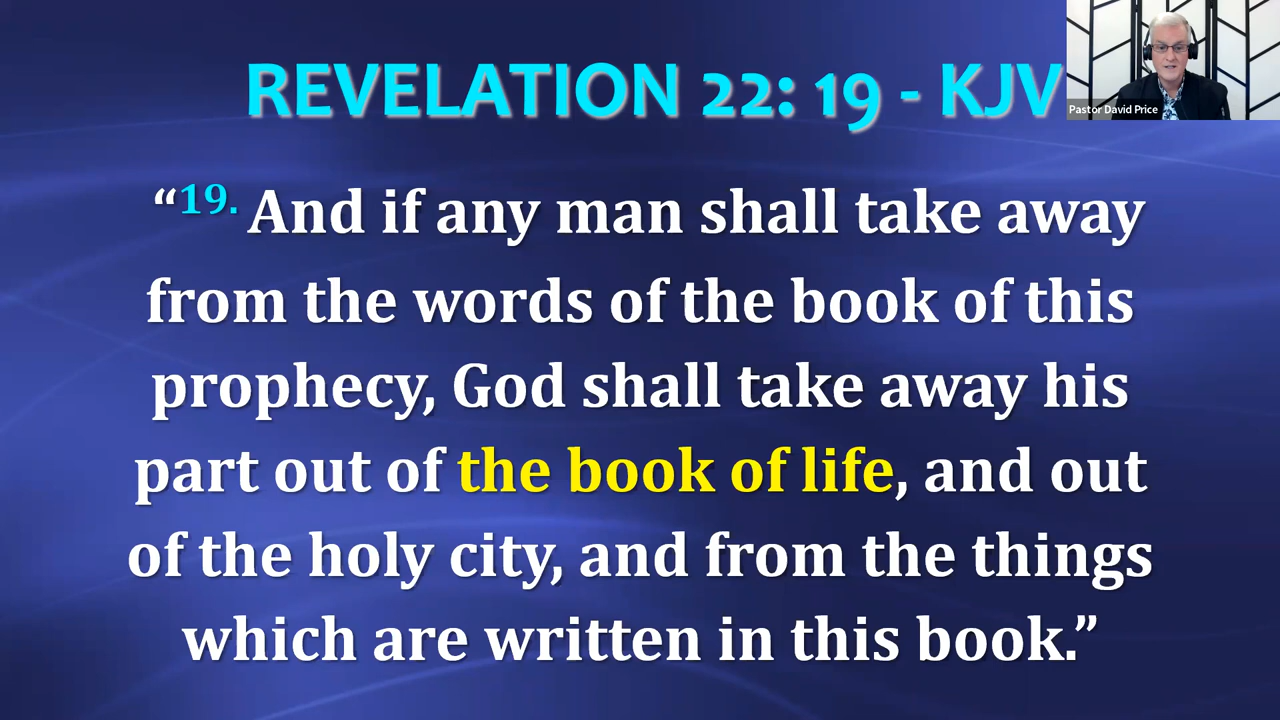 REVELATION 22: 19 - KJV
Pastor David Price
“19. And if any man shall take away
from the words of the book of this
prophecy, God shall take away his
part out of the book of life, and out
of the holy city, and from the things
which are written in this book.”